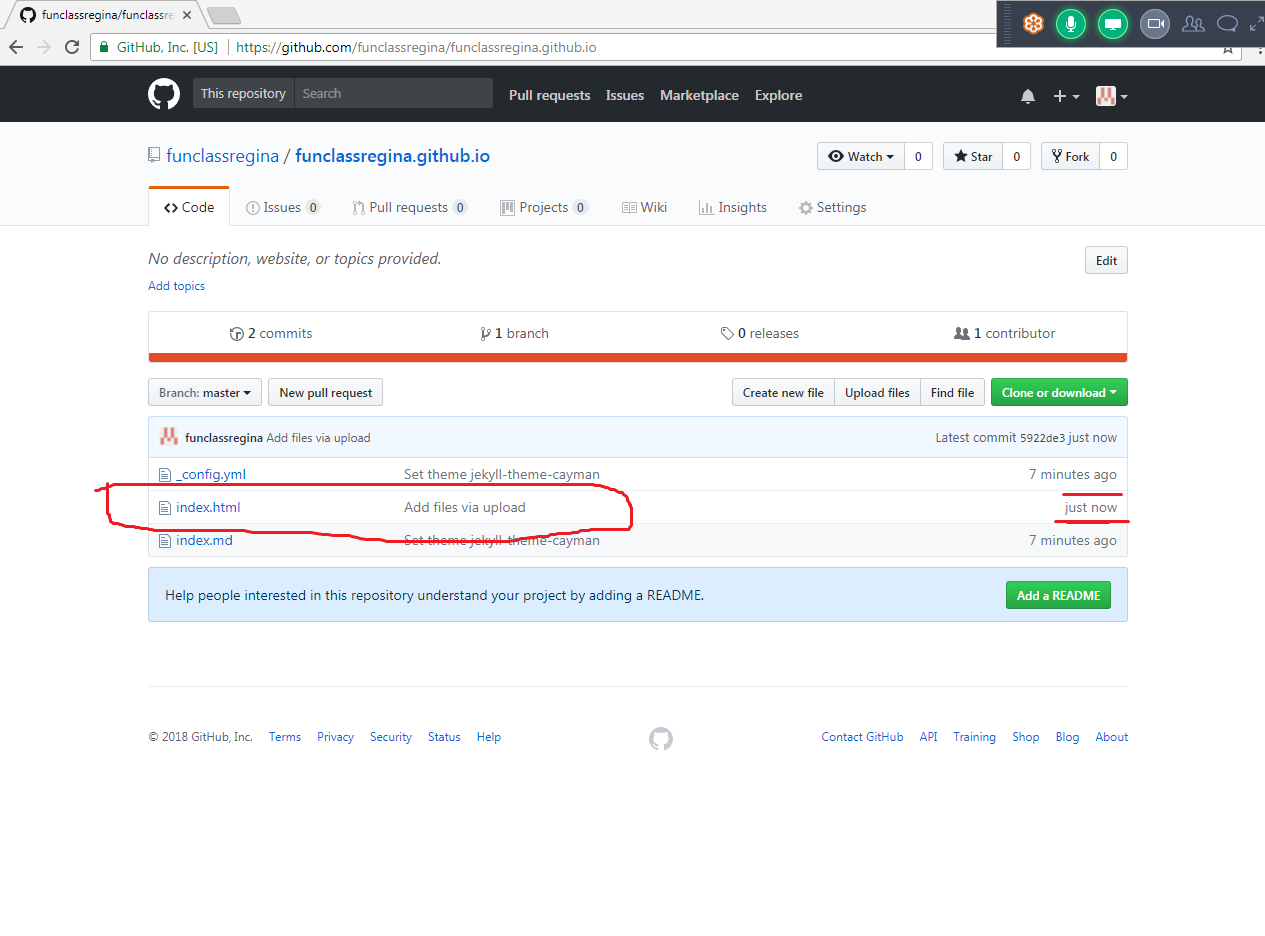 funclassregina/funclassre
GitHub, Inc. [US] https://github.com/funclassregina/funclassregina.github.io
This repository Search Pull requests Issues Marketplace Explore
funclassregina / funclassregina.github.io
Watch 0 Star 0 Fork 0
Code Issues 0 Pull requests 0 Projects 0 Wiki Insights Settings
No description, website, or topics provided.
Edit
Add topics
2 commits 1 branch 0 releases 1 contributor
Branch: master New pull request Create new file Upload files Find file Clone or download
funclassregina Add files via upload Latest commit 5922de3 just now
_config.yml Set theme jekyll-theme-cayman 7 minutes ago
index.html Add files via upload just now
index.md Set theme jekyll-theme-cayman 7 minutes ago
Help people interested in this repository understand your project by adding a README. Add a README
© 2018 GitHub, Inc. Terms Privacy Security Status Help Contact GitHub API Training Shop Blog About